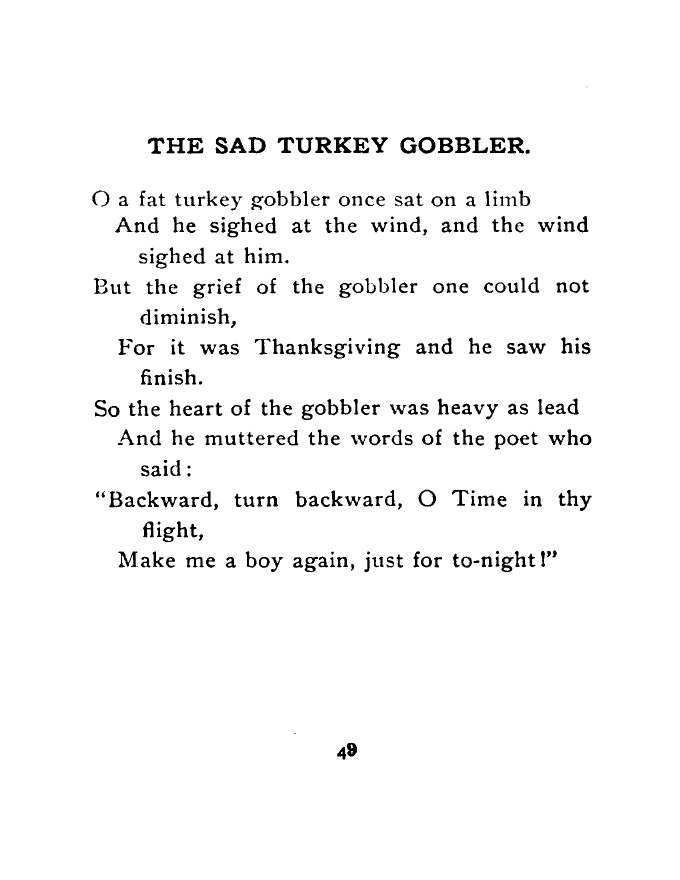 THE SAD TURKEY GOBBLER.
O a fat turkey gobbler once sat on a limb
And he sighed at the wind, and the wind
sighed at him.
But the grief of the gobbler one could not
diminish,
For it was Thanksgiving and he saw his
finish.
So the heart of the gobbler was heavy as lead
And he muttered the words of the poet who
said:
“Backward, turn backward, O Time in thy
flight,
Make me a boy again, just for to-night!”
49